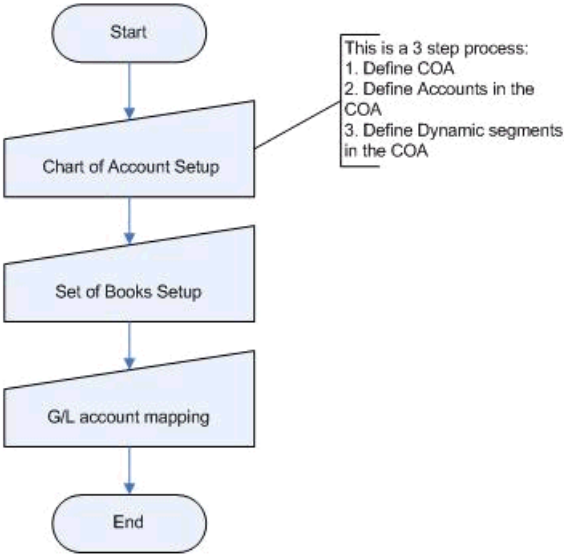 Start
This is a 3 step process:
1. Define COA
2. Define Accounts in the
COA
3. Define Dynamic segments
in the COA
Chart of Account Setup
Set of Books Setup
G/L account mapping
End